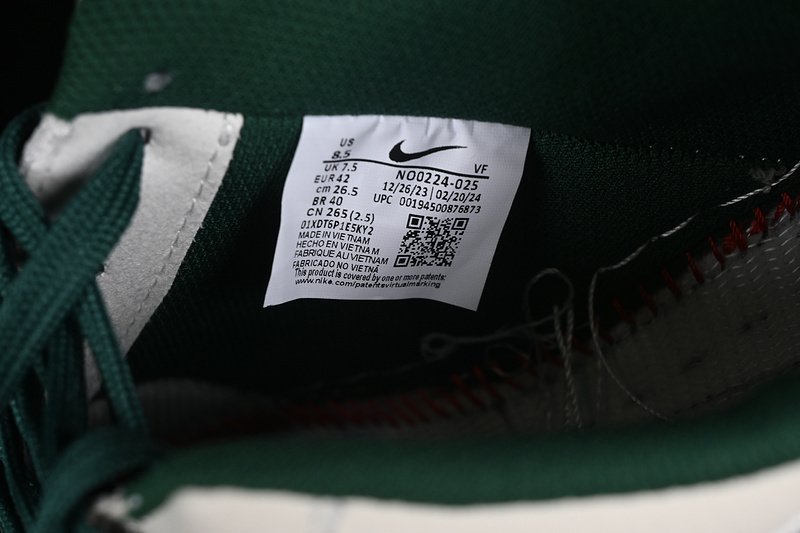 US
8.5
UK 7.5
EUR 42
cm 26.5
BR 40
CN 265 (2.5)
VF
NO0224-025
12/26/23 | 02/20/24
UPC 00194500876873
01XDT6P1E5KY2
MADE IN VIETNAM
HECHO EN VIETNAM
FABRIQUE AU VIETNAM
FABRICADO NO VIETNA
This product is covered by one or more patents:
www.nike.com/patentsvirtualmarking